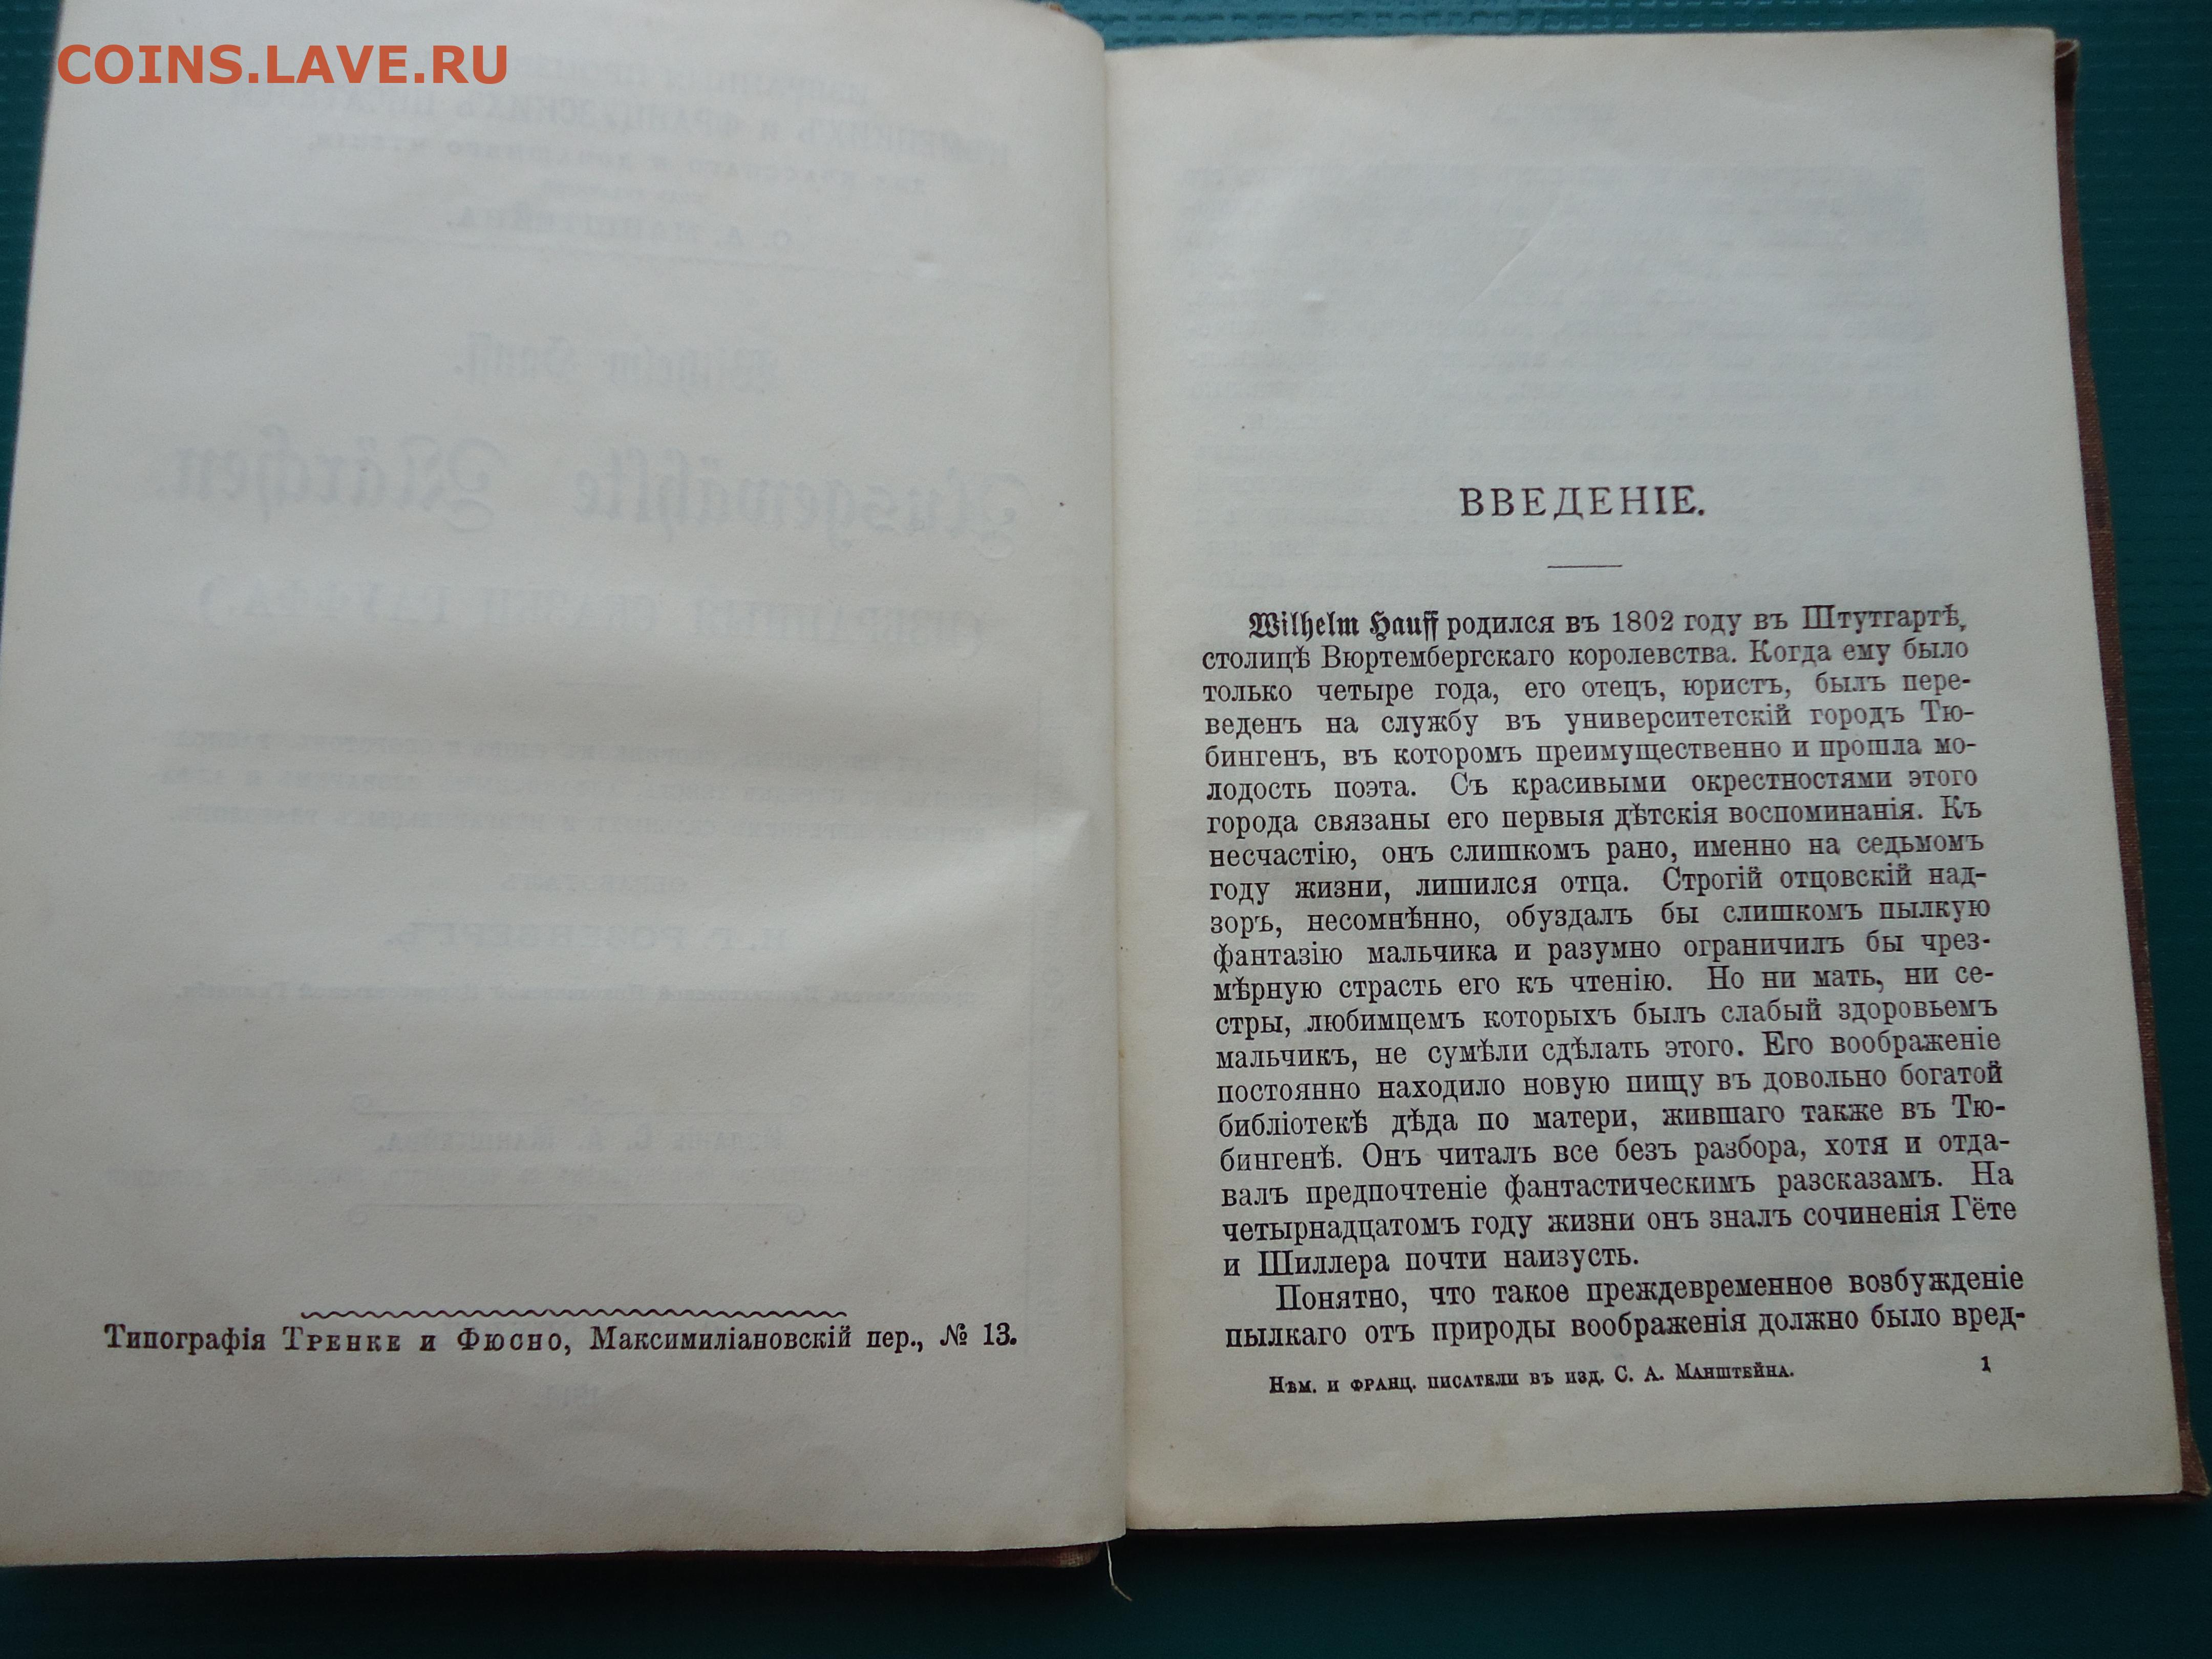 COINS.LAVE.RU
Типографія Тренке и Фюсно, Максимиліановскій пер., № 13.
ВВЕДЕНІЕ.
Wilhelm Hauff родился въ 1802 году въ Штутгартѣ,
столицѣ Вюртембергскаго королевства. Когда ему было
только четыре года, его отецъ, юристъ, былъ пере-
веденъ на службу въ университетскій городъ Тю-
бингенъ, въ которомъ преимущественно и прошла мо-
лодость поэта. Съ красивыми окрестностями этого
города связаны его первыя дѣтскія воспоминанія. Къ
несчастію, онъ слишкомъ рано, именно на седьмомъ
году жизни, лишился отца. Строгій отцовскій над-
зоръ, несомнѣнно, обуздалъ бы слишкомъ пылкую
фантазію мальчика и разумно ограничилъ бы чрез-
мѣрную страсть его къ чтенію. Но ни мать, ни се-
стры, любимцемъ которыхъ былъ слабый здоровьемъ
мальчикъ, не сумѣли сдѣлать этого. Его воображеніе
постоянно находило новую пищу въ довольно богатой
библіотекѣ дѣда по матери, жившаго также въ Тю-
бингенѣ. Онъ читалъ все безъ разбора, хотя и отда-
валъ предпочтеніе фантастическимъ разсказамъ. На
четырнадцатомъ году жизни онъ зналъ сочиненія Гёте
и Шиллера почти наизусть.
Понятно, что такое преждевременное возбужденіе
пылкаго отъ природы воображенія должно было вред-
Нѣм. и франц. писатели въ изд. С. А. Манштейна. 1